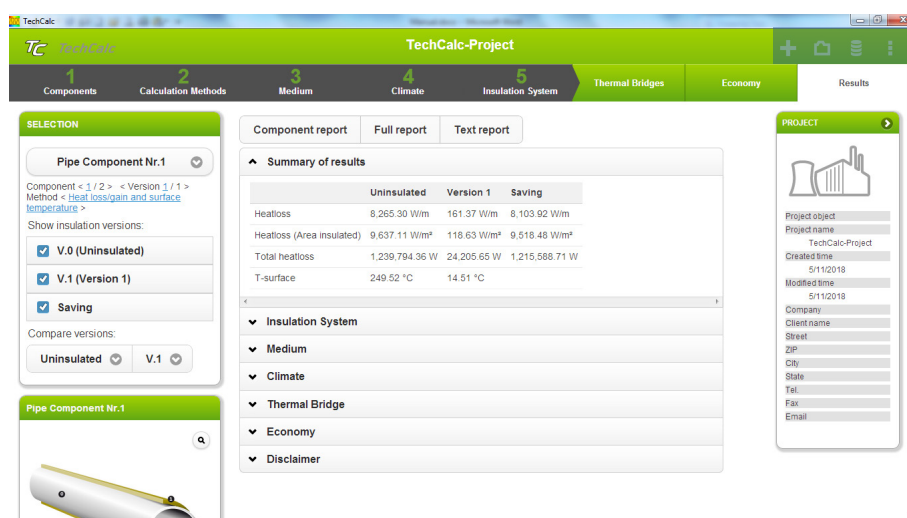 TechCalc
TC TechCalc
TechCalc-Project
1 Components
2 Calculation Methods
3 Medium
4 Climate
5 Insulation System
Thermal Bridges
Economy
Results
SELECTION
Pipe Component Nr.1
Component < 1 / 2 > < Version 1 / 1 >
Method < Heat loss/gain and surface
temperature >
Show insulation versions:
V.0 (Uninsulated)
V.1 (Version 1)
Saving
Compare versions:
Uninsulated V.1
Pipe Component Nr.1
Component report Full report Text report
Summary of results
Uninsulated Version 1 Saving
Heatloss 8,265.30 W/m 161.37 W/m 8,103.92 W/m
Heatloss (Area insulated) 9,637.11 W/m² 118.63 W/m² 9,518.48 W/m²
Total heatloss 1,239,794.36 W 24,205.65 W 1,215,588.71 W
T-surface 249.52 °C 14.51 °C
Insulation System
Medium
Climate
Thermal Bridge
Economy
Disclaimer
PROJECT
Project object
Project name
TechCalc-Project
Created time
5/11/2018
Modified time
5/11/2018
Company
Client name
Street
ZIP
City
State
Tel.
Fax
Email